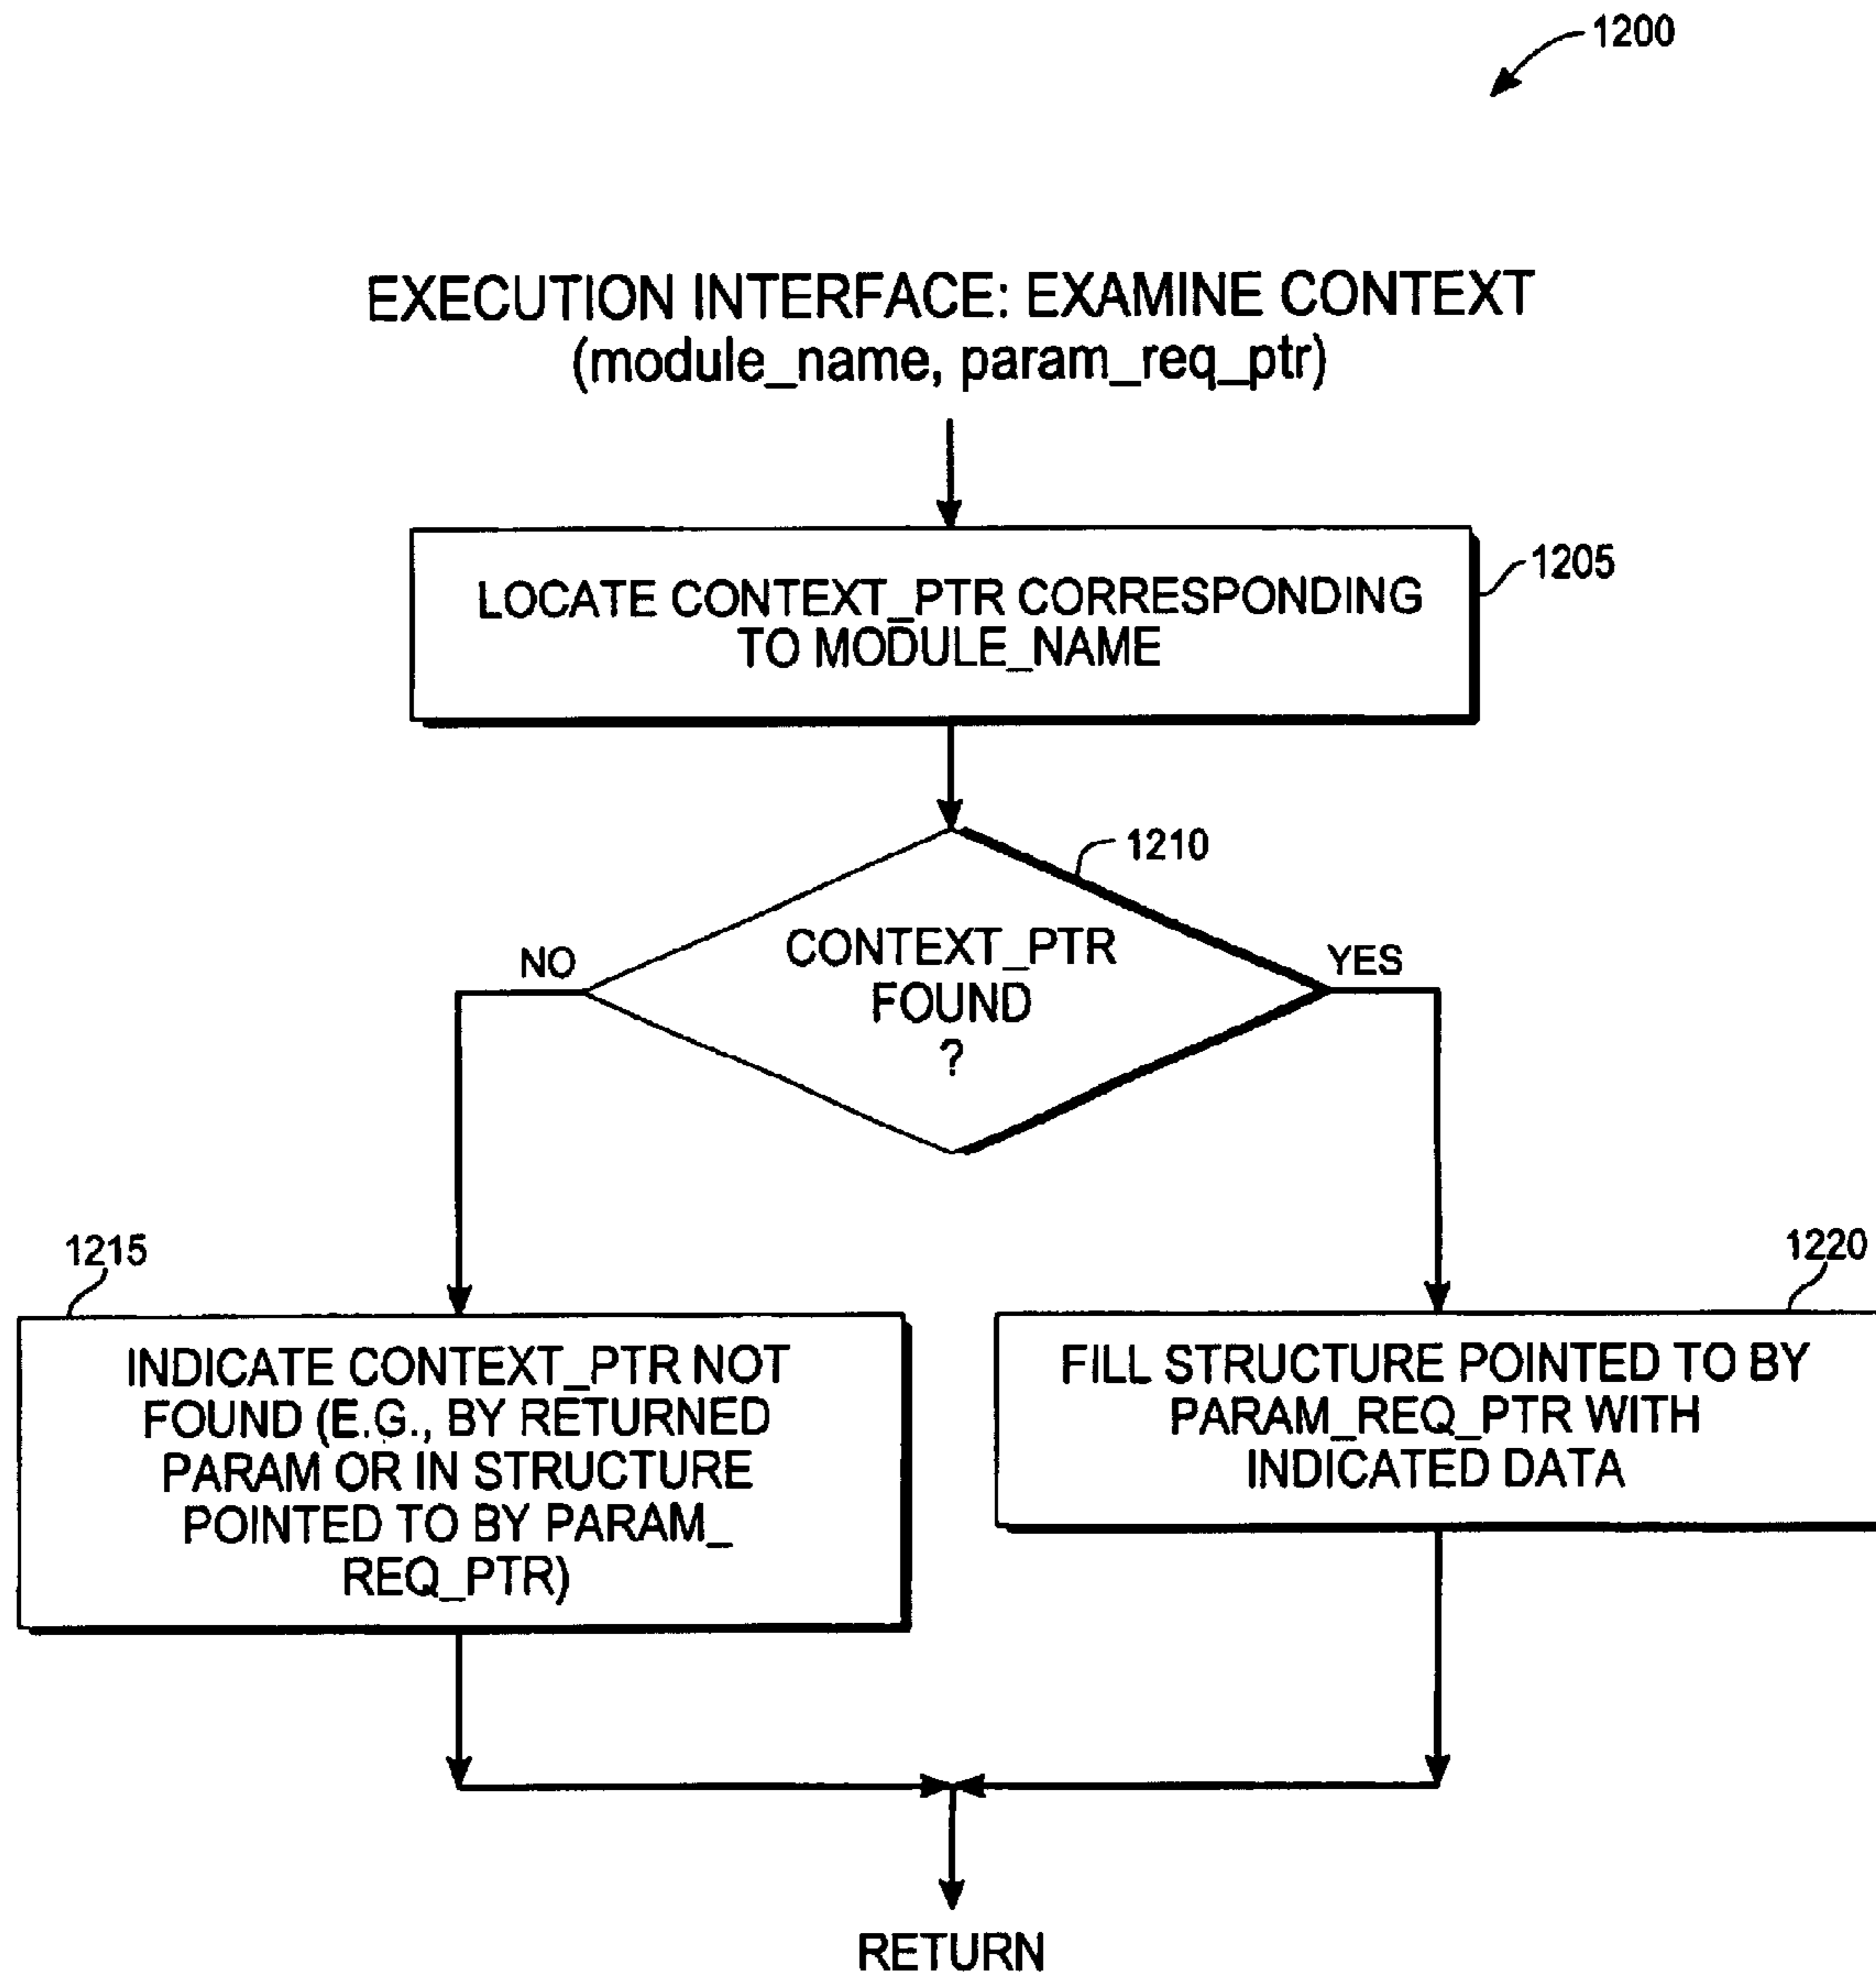 1200
EXECUTION INTERFACE: EXAMINE CONTEXT
(module_name, param_req_ptr)
LOCATE CONTEXT_PTR CORRESPONDING
TO MODULE_NAME
1205
1210
CONTEXT_PTR
FOUND
?
NO
YES
1215
INDICATE CONTEXT_PTR NOT
FOUND (E.G., BY RETURNED
PARAM OR IN STRUCTURE
POINTED TO BY PARAM_
REQ_PTR)
1220
FILL STRUCTURE POINTED TO BY
PARAM_REQ_PTR WITH
INDICATED DATA
RETURN